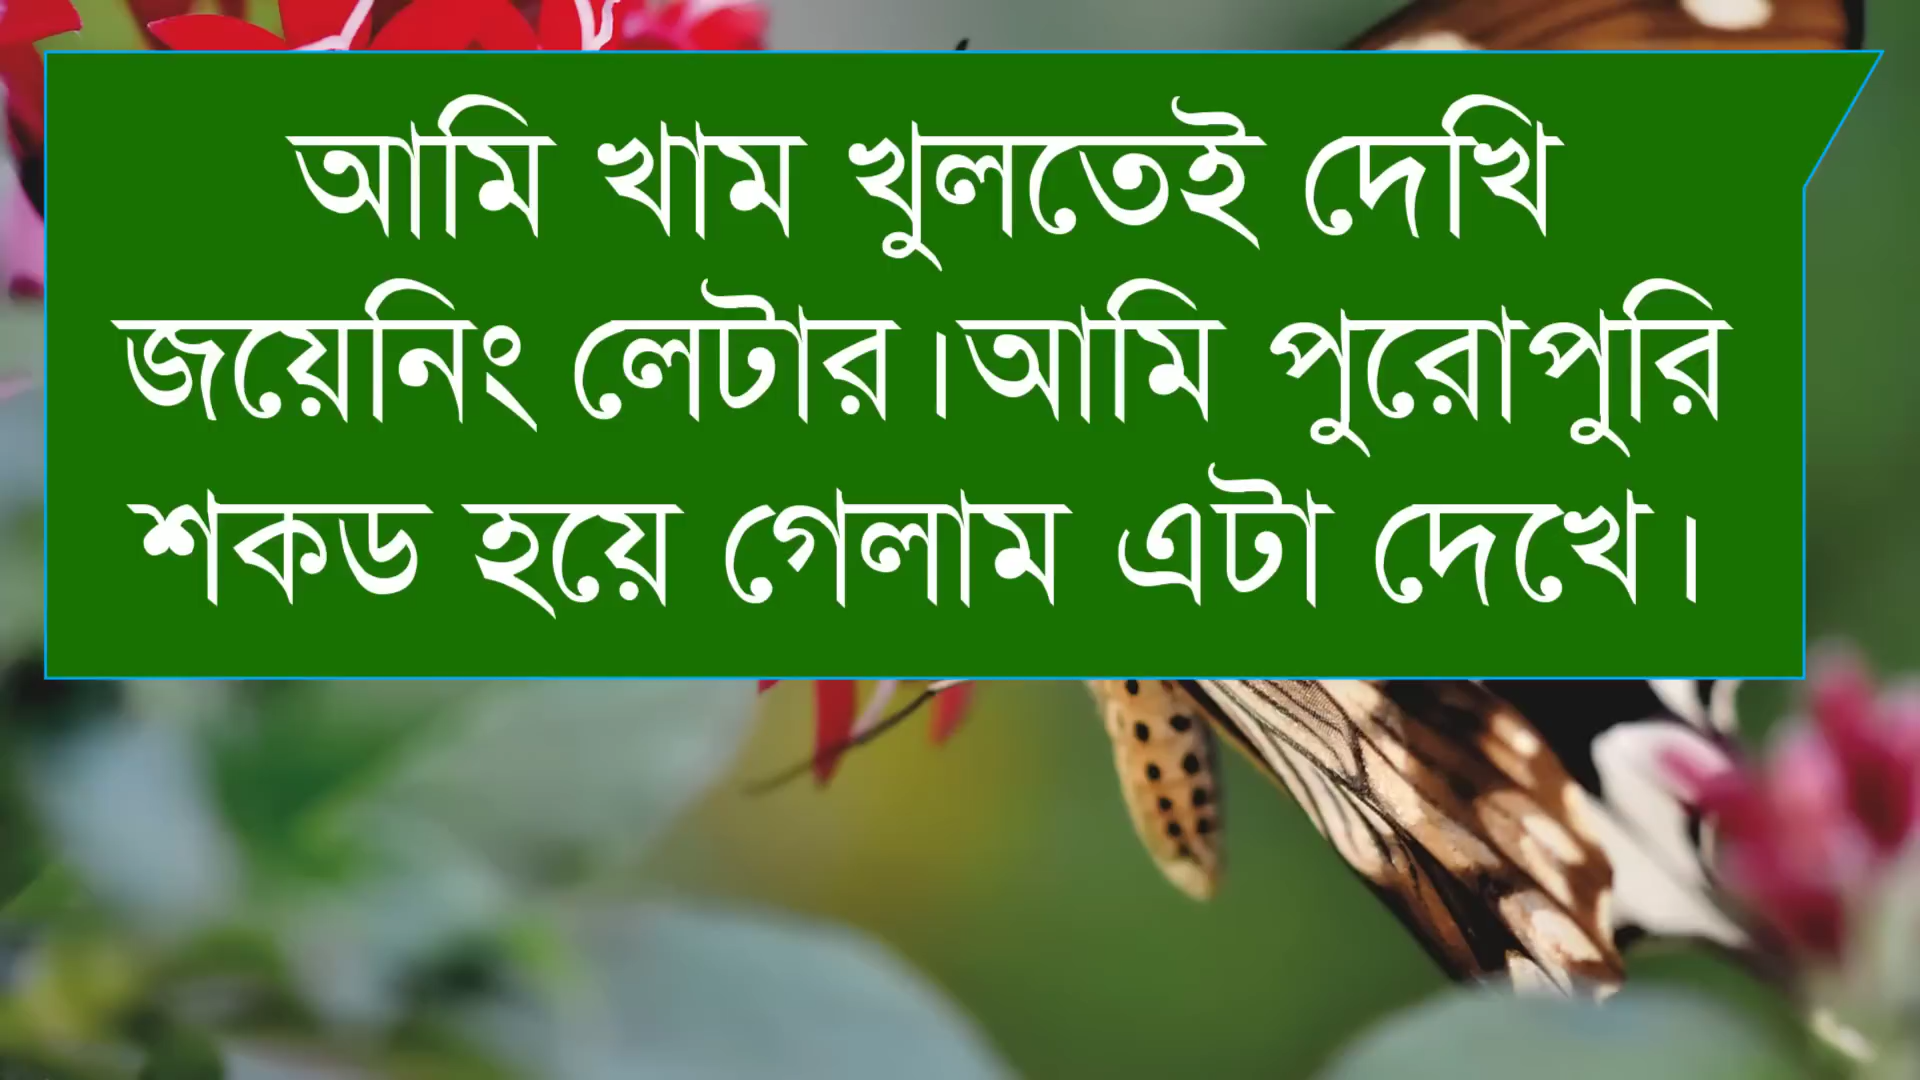 আমি খাম খুলতেই দেখি
জয়েনিং লেটার।আমি পুরোপুরি
শকড হয়ে গেলাম এটা দেখে।